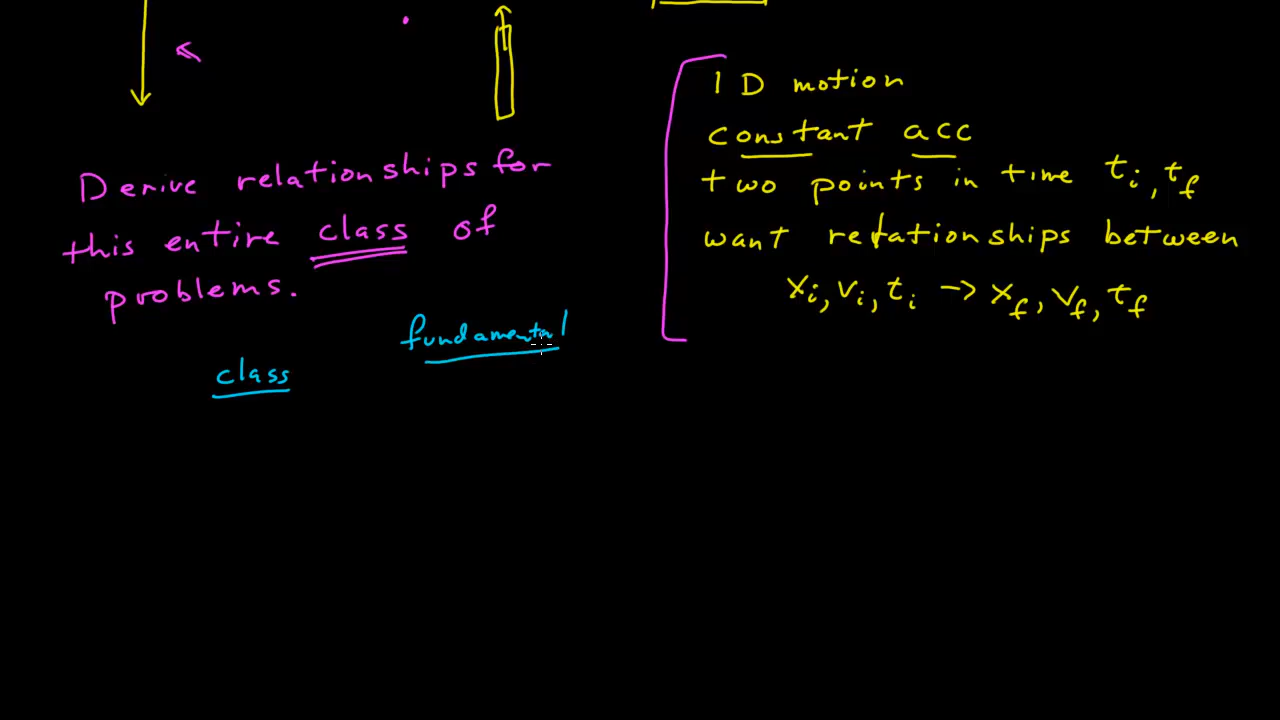 Derive relationships for
this entire class of
problems.
class
fundamental
1 D motion
constant acc
two points in time ti, tf
want relationships between
xi, vi, ti -> xf, vf, tf